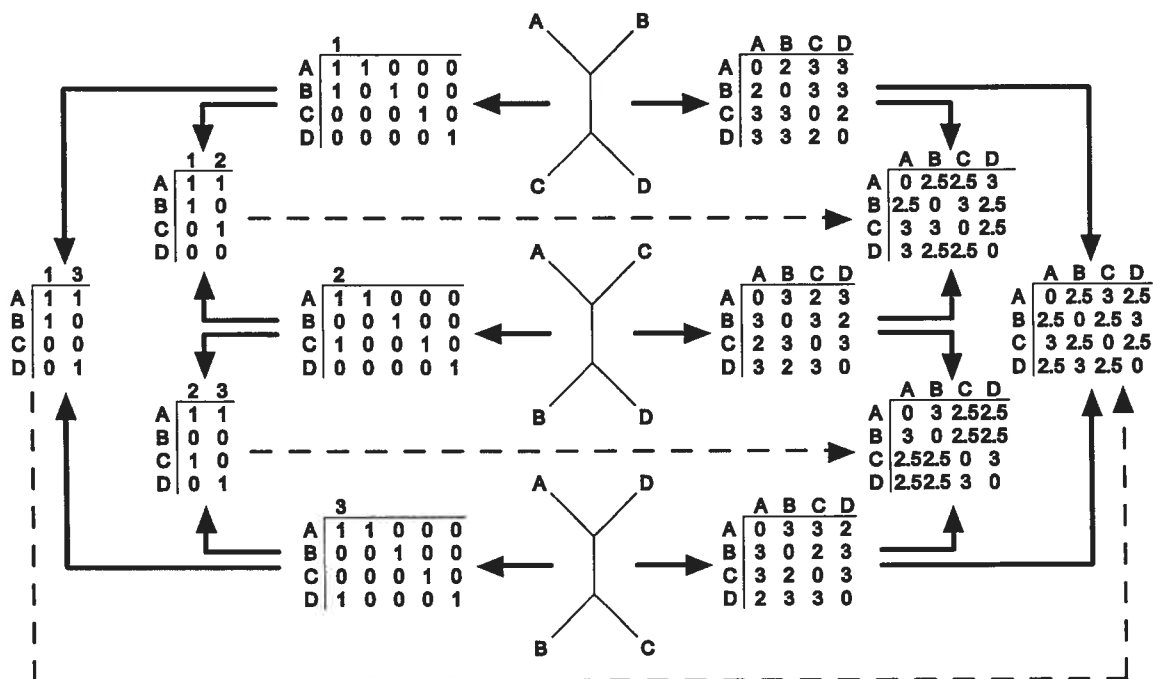 A B
1
A 1 1 0 0 0
B 1 0 1 0 0
C 0 0 0 1 0
D 0 0 0 0 1
C D
A B C D
A 0 2 3 3
B 2 0 3 3
C 3 3 0 2
D 3 3 2 0
1 2
A 1 1
B 1 0
C 0 1
D 0 0
A B C D
A 0 2.5 2.5 3
B 2.5 0 3 2.5
C 3 3 0 2.5
D 3 2.5 2.5 0
1 3
A 1 1
B 1 0
C 0 0
D 0 1
2
A 1 1 0 0 0
B 0 0 1 0 0
C 1 0 0 1 0
D 0 0 0 0 1
A C
B D
A B C D
A 0 3 2 3
B 3 0 3 2
C 2 3 0 3
D 3 2 3 0
A B C D
A 0 2.5 3 2.5
B 2.5 0 2.5 3
C 3 2.5 0 2.5
D 2.5 3 2.5 0
2 3
A 1 1
B 0 0
C 1 0
D 0 1
A B C D
A 0 3 2.5 2.5
B 3 0 2.5 2.5
C 2.5 2.5 0 3
D 2.5 2.5 3 0
3
A 1 1 0 0 0
B 0 0 1 0 0
C 0 0 0 1 0
D 1 0 0 0 1
A D
B C
A B C D
A 0 3 3 2
B 3 0 2 3
C 3 2 0 3
D 2 3 3 0